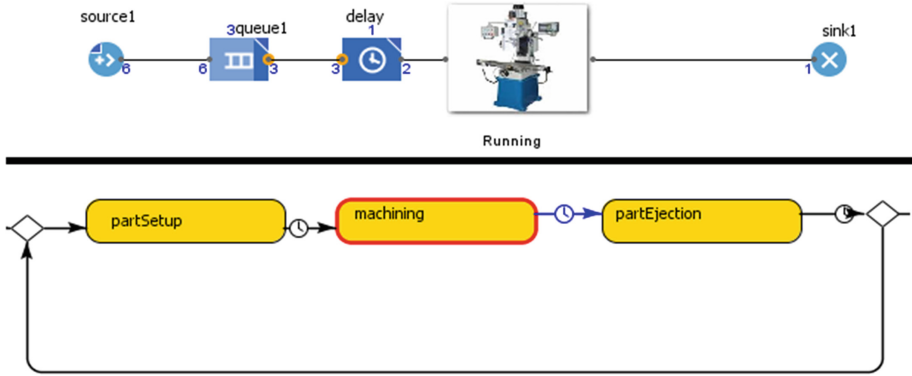 source1
3queue1
delay
1
sink1
6
6
3
3
2
1
Running
partSetup
machining
partEjection